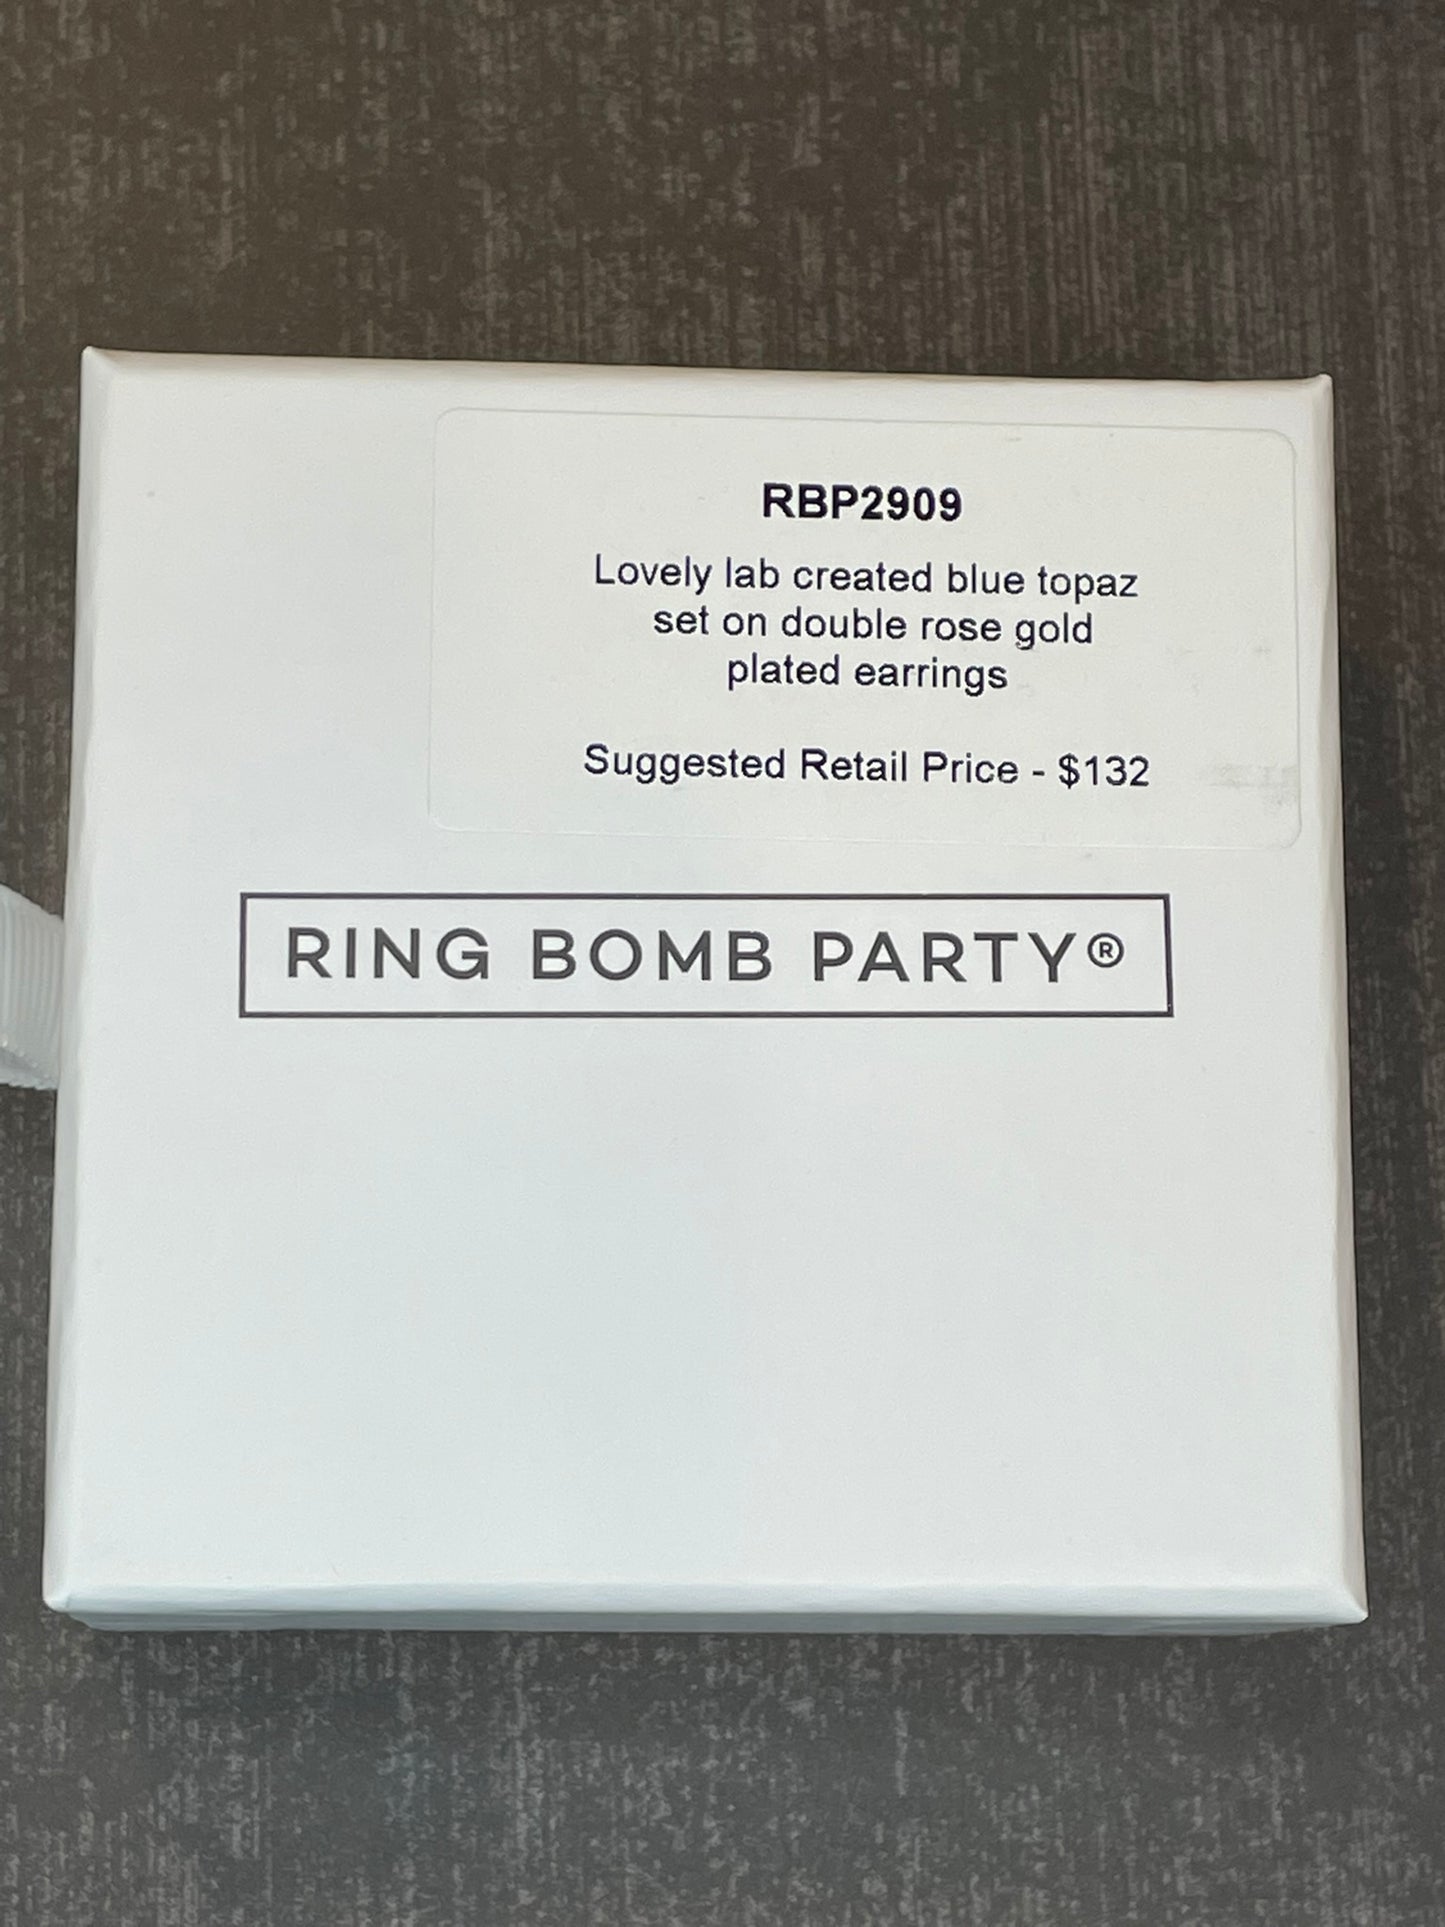 RBP2909
Lovely lab created blue topaz
set on double rose gold
plated earrings
Suggested Retail Price - $132
RING BOMB PARTY®